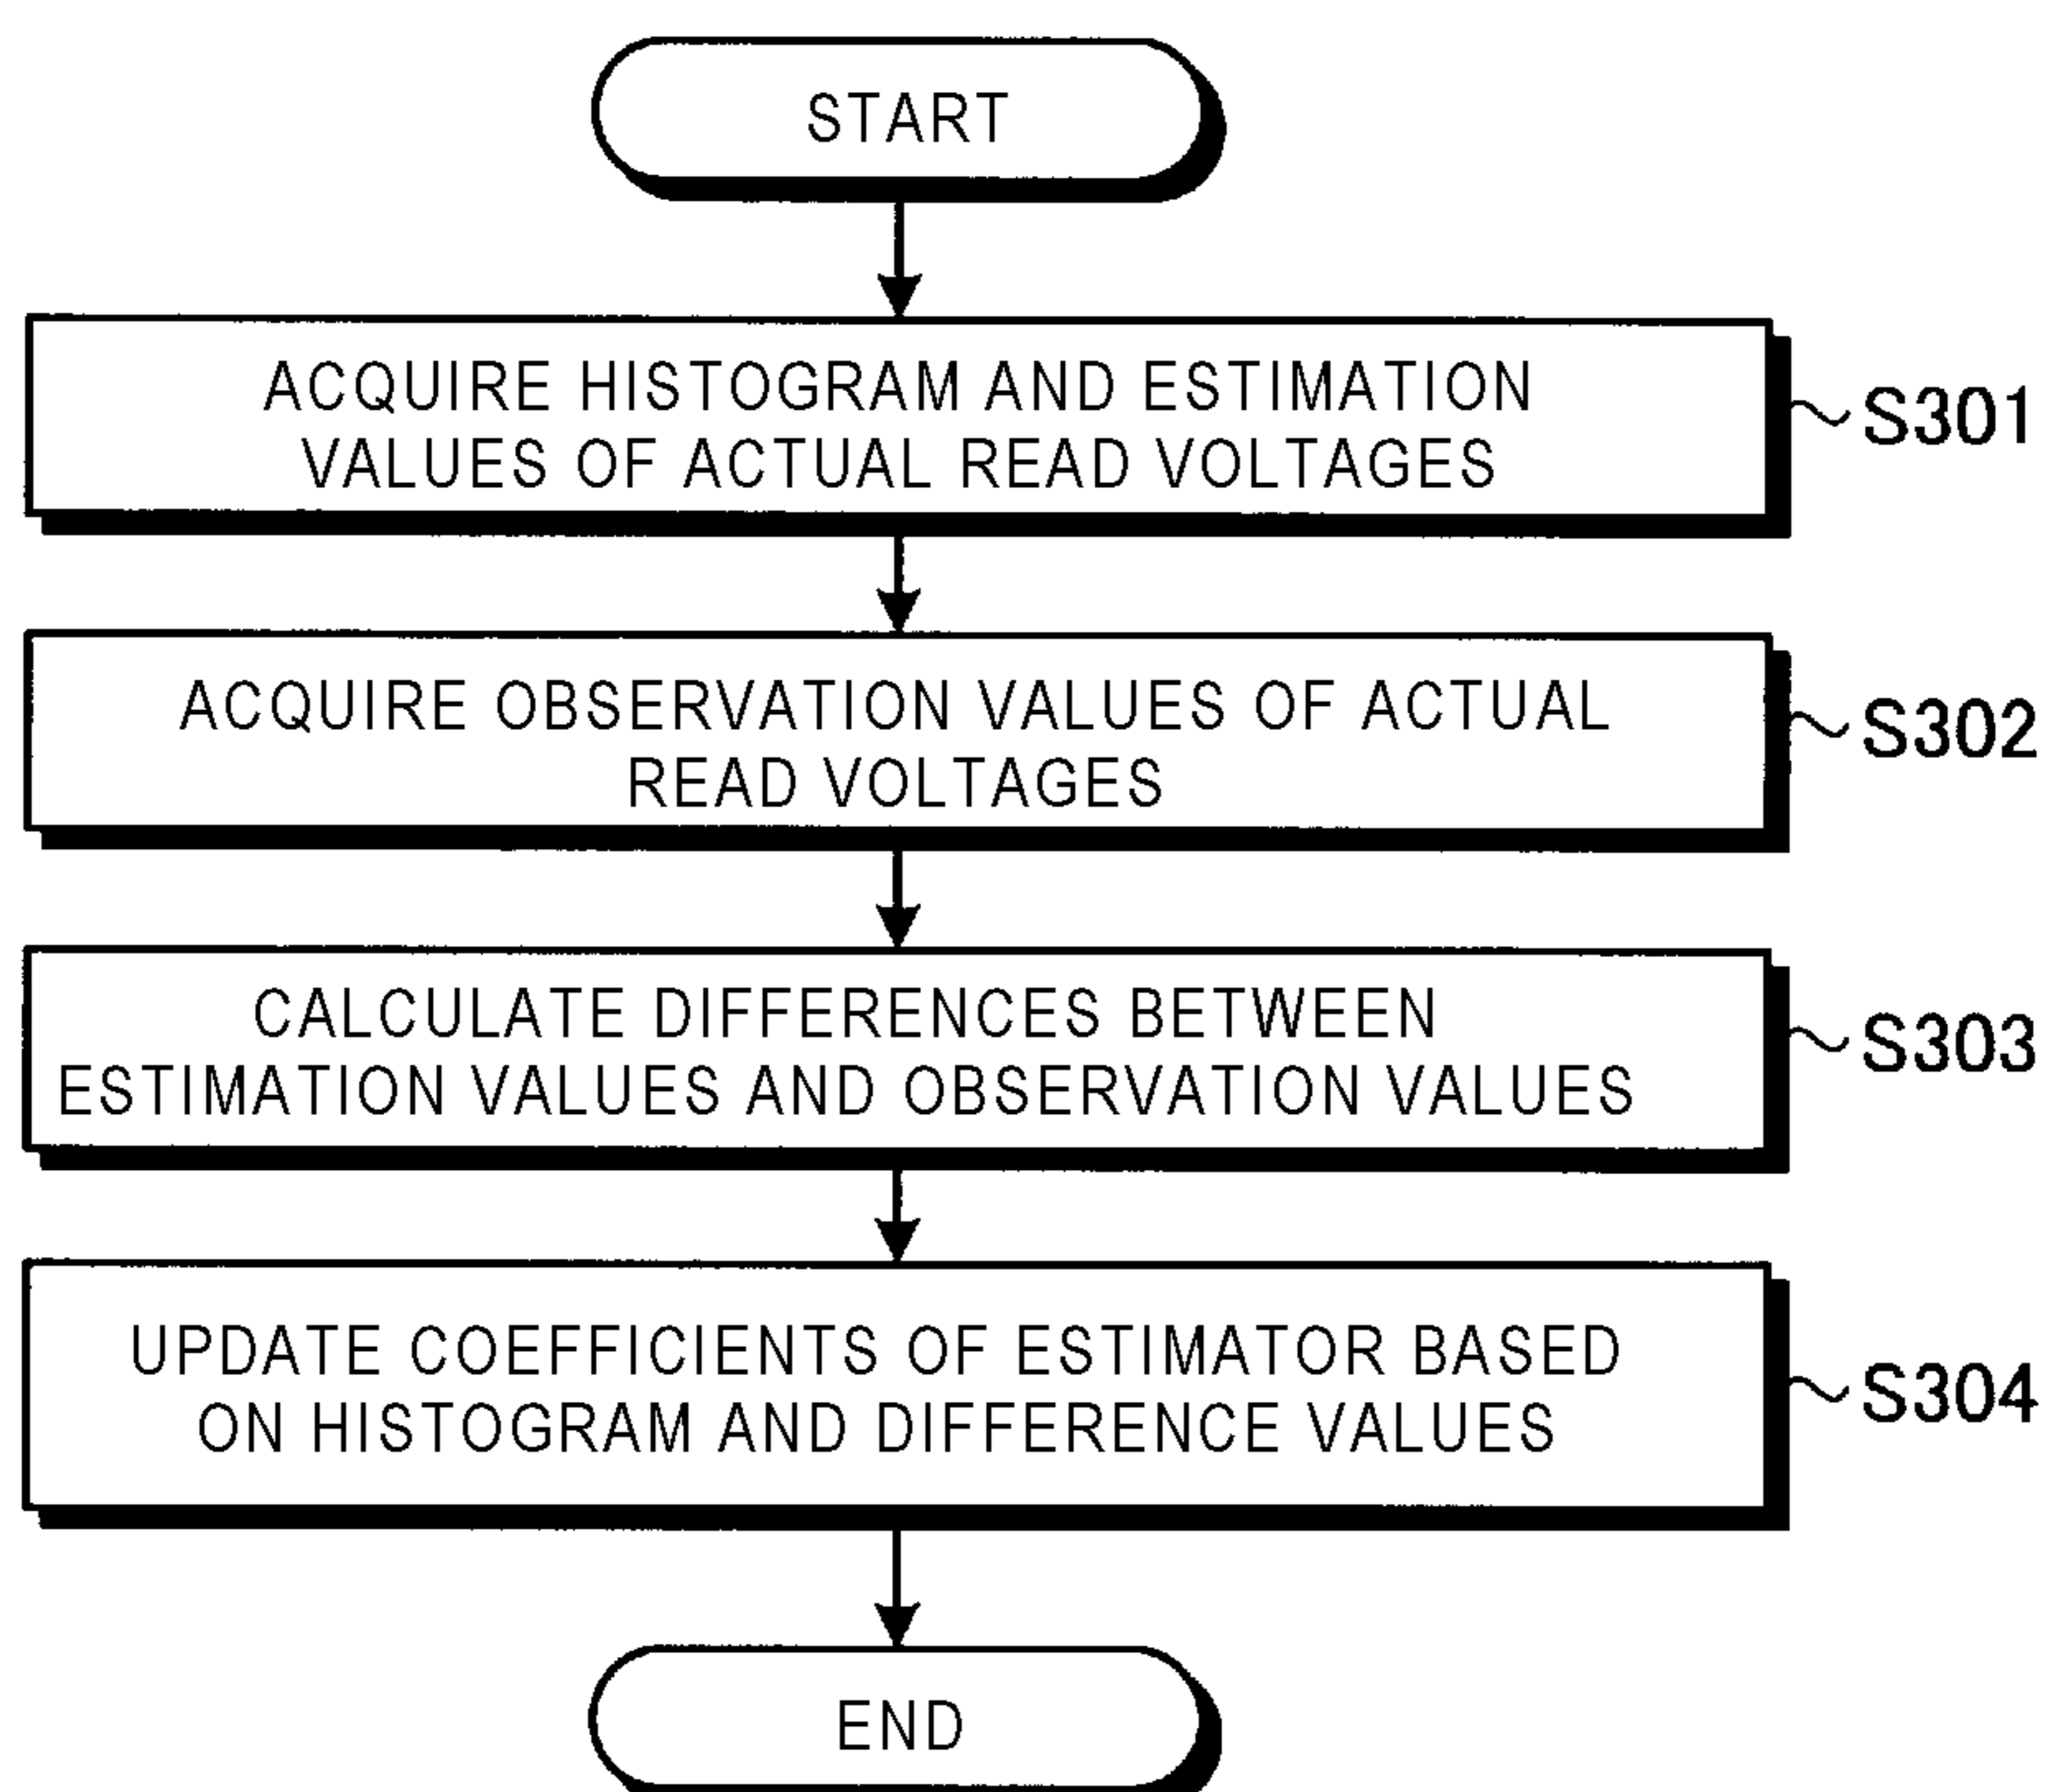 START
ACQUIRE HISTOGRAM AND ESTIMATION
VALUES OF ACTUAL READ VOLTAGES
S301
ACQUIRE OBSERVATION VALUES OF ACTUAL
READ VOLTAGES
S302
CALCULATE DIFFERENCES BETWEEN
ESTIMATION VALUES AND OBSERVATION VALUES
S303
UPDATE COEFFICIENTS OF ESTIMATOR BASED
ON HISTOGRAM AND DIFFERENCE VALUES
S304
END